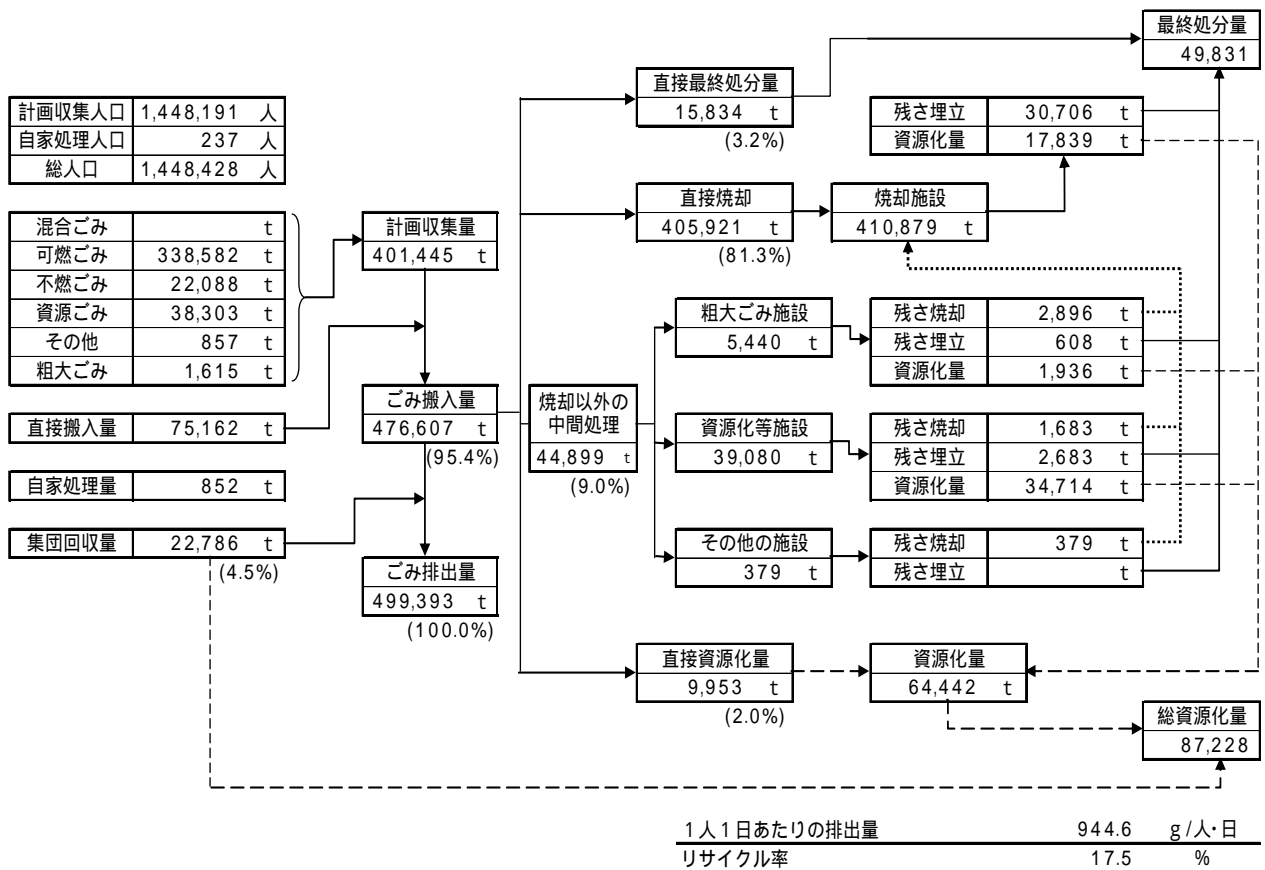 最終処分量
49,831
直接最終処分量
15,834 t
(3.2%)
計画収集人口 1,448,191 人
自家処理人口 237 人
総人口 1,448,428 人
残さ埋立 30,706 t
資源化量 17,839 t
混合ごみ t
可燃ごみ 338,582 t
不燃ごみ 22,088 t
資源ごみ 38,303 t
その他 857 t
粗大ごみ 1,615 t
計画収集量
401,445 t
直接焼却
405,921 t
(81.3%)
焼却施設
410,879 t
粗大ごみ施設
5,440 t
残さ焼却 2,896 t
残さ埋立 608 t
資源化量 1,936 t
直接搬入量 75,162 t
ごみ搬入量
476,607 t
(95.4%)
焼却以外の
中間処理
44,899 t
(9.0%)
資源化等施設
39,080 t
残さ焼却 1,683 t
残さ埋立 2,683 t
資源化量 34,714 t
自家処理量 852 t
集団回収量 22,786 t
(4.5%)
ごみ排出量
499,393 t
(100.0%)
その他の施設
379 t
残さ焼却 379 t
残さ埋立 t
直接資源化量
9,953 t
(2.0%)
資源化量
64,442 t
総資源化量
87,228
1人1日あたりの排出量 944.6 g/人・日
リサイクル率 17.5 %